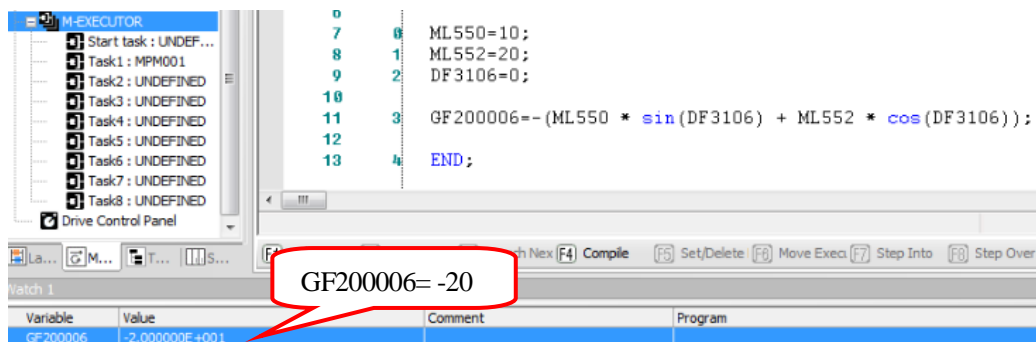 M-EXECUTOR
Start task : UNDEF...
Task1 : MPM001
Task2 : UNDEFINED
Task3 : UNDEFINED
Task4 : UNDEFINED
Task5 : UNDEFINED
Task6 : UNDEFINED
Task7 : UNDEFINED
Task8 : UNDEFINED
Drive Control Panel
La... M... T... S...
6
7 0 ML550=10;
8 1 ML552=20;
9 2 DF3106=0;
10
11 3 GF200006=-(ML550 * sin(DF3106) + ML552 * cos(DF3106));
12
13 4 END;
Nex F4 Compile F5 Set/Delete F6 Move Exec F7 Step Into F8 Step Over
GF200006= -20
Watch 1
Variable Value Comment Program
GF200006 -2.000000E+001